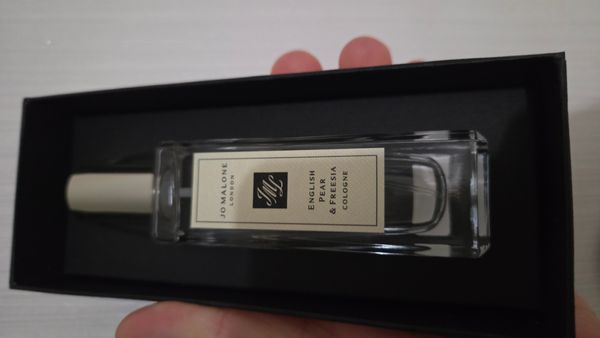 JO MALONE
LONDON
JML
ENGLISH
PEAR
& FREESIA
COLOGNE